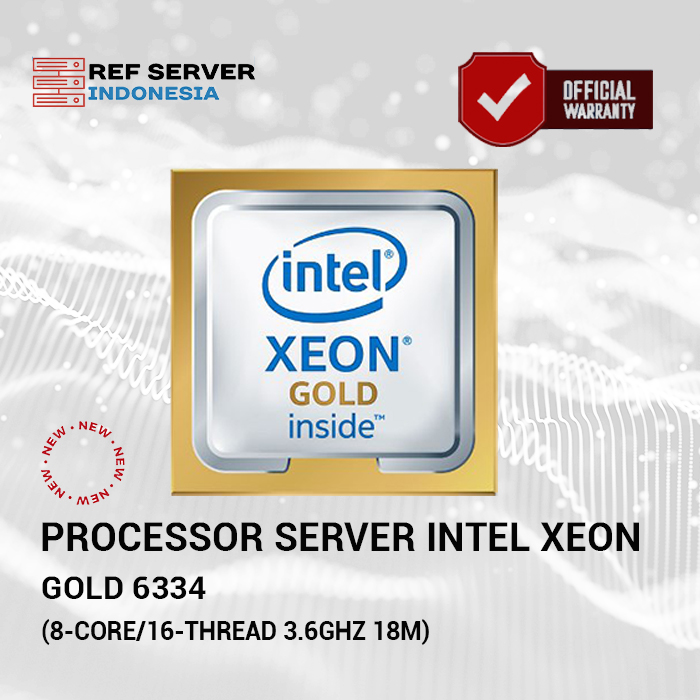 REF SERVER
INDONESIA
OFFICIAL
WARRANTY
intel®
XEON®
GOLD
inside™
NEW • NEW • NEW • NEW • NEW •
PROCESSOR SERVER INTEL XEON
GOLD 6334
(8-CORE/16-THREAD 3.6GHZ 18M)